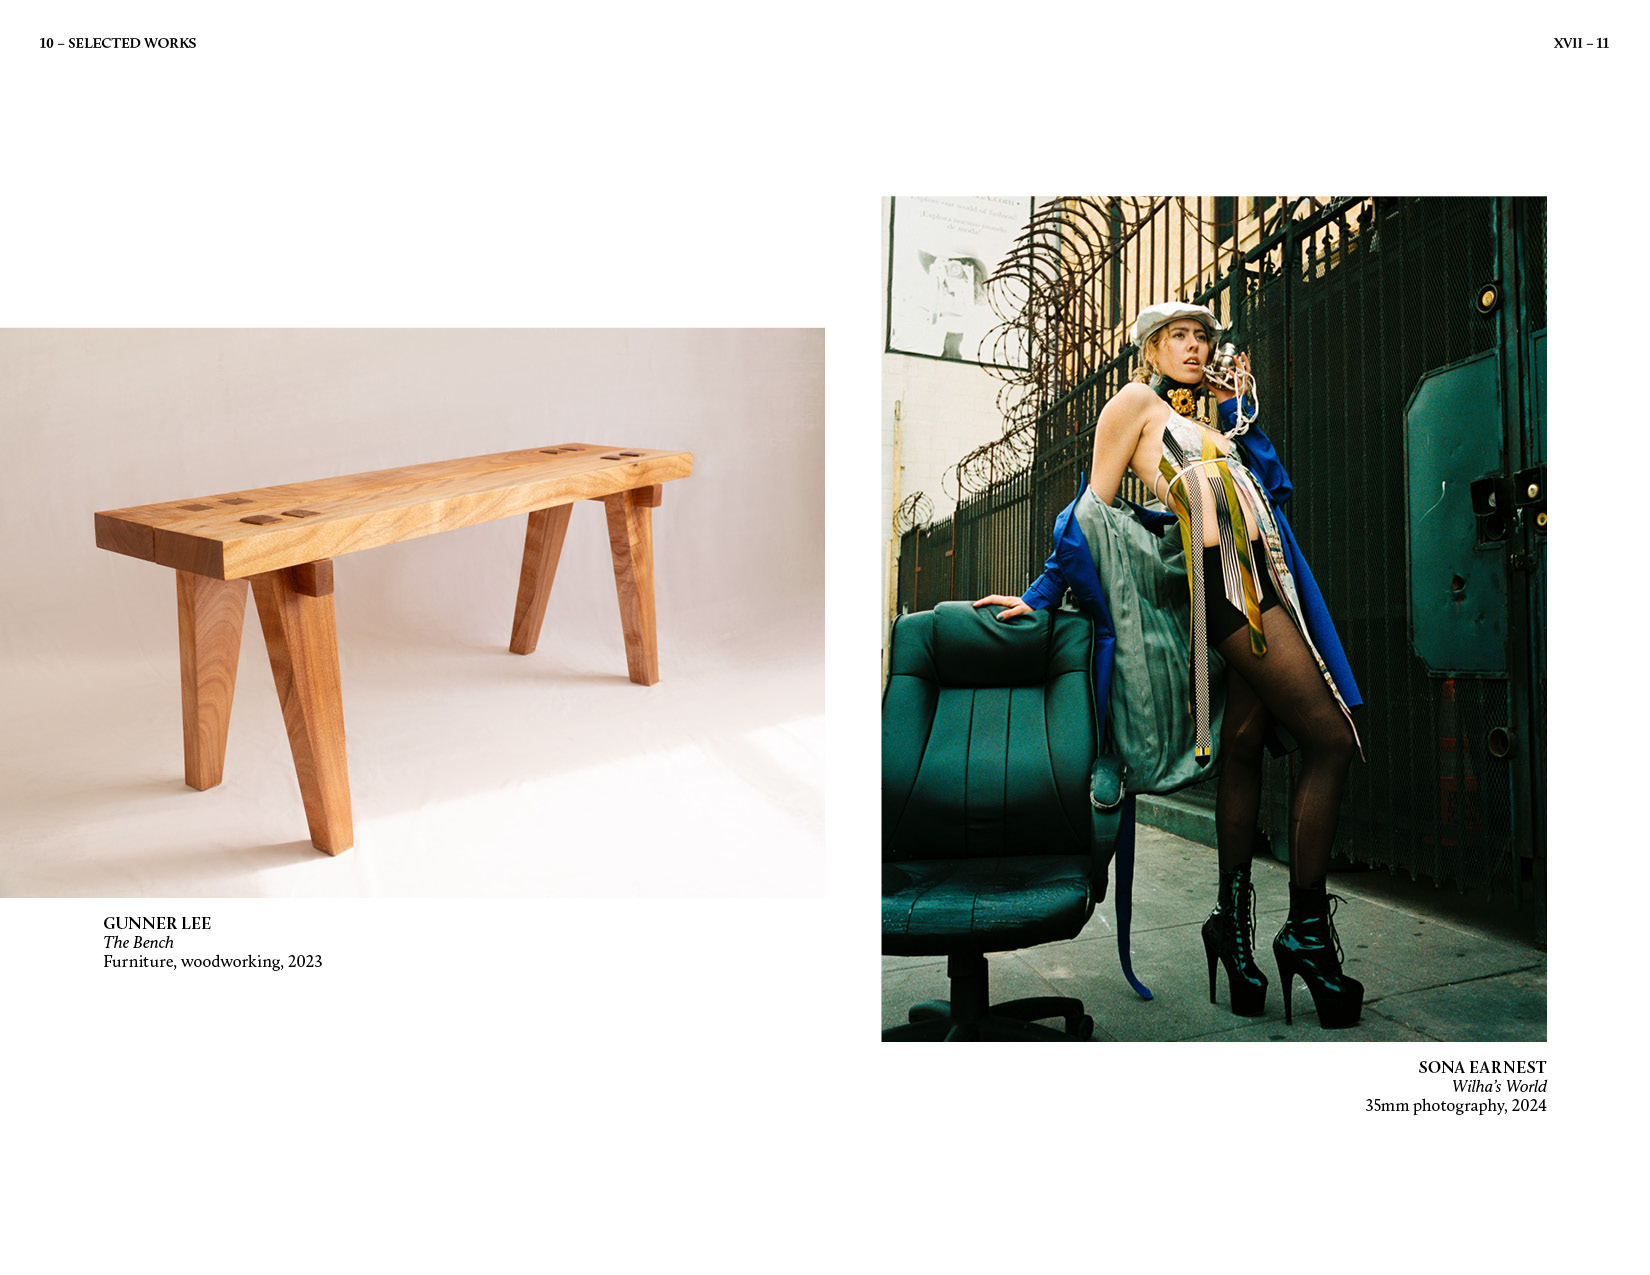 10 – SELECTED WORKS
XVII – 11
GUNNER LEE
The Bench
Furniture, woodworking, 2023
SONA EARNEST
Wilha's World
35mm photography, 2024